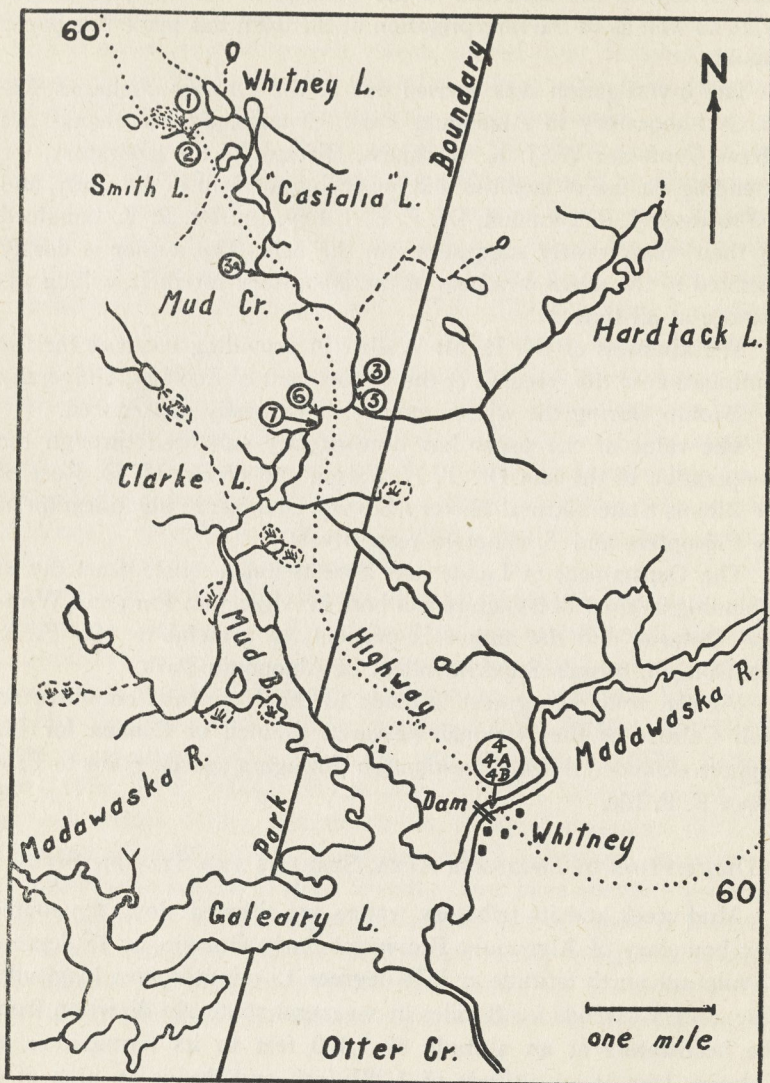 60
Whitney L.
N
Boundary
1
2
Smith L.
"Castalia" L.
5A
Mud Cr.
Hardtack L.
3
6
5
7
Clarke L.
Mud B.
Highway
Madawaska R.
4
4A
4B
Dam
Whitney
Madawaska R.
Park
60
Galeairy L.
one mile
Otter Cr.